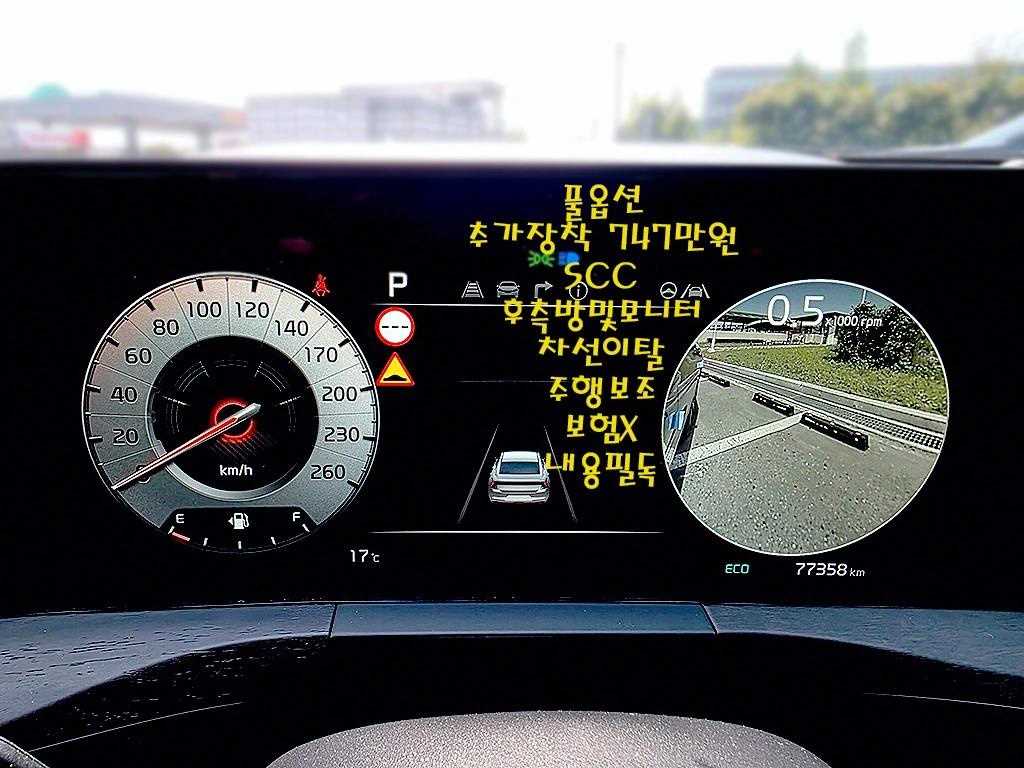 풀옵션
추가장착 747만원
SCC
후측방및모니터
차선이탈
주행보조
보험X
내용필독
P
0.5 x1000 rpm
0
20
40
60
80
100
120
140
170
200
230
260
km/h
E
F
17°C
ECO
77358 km